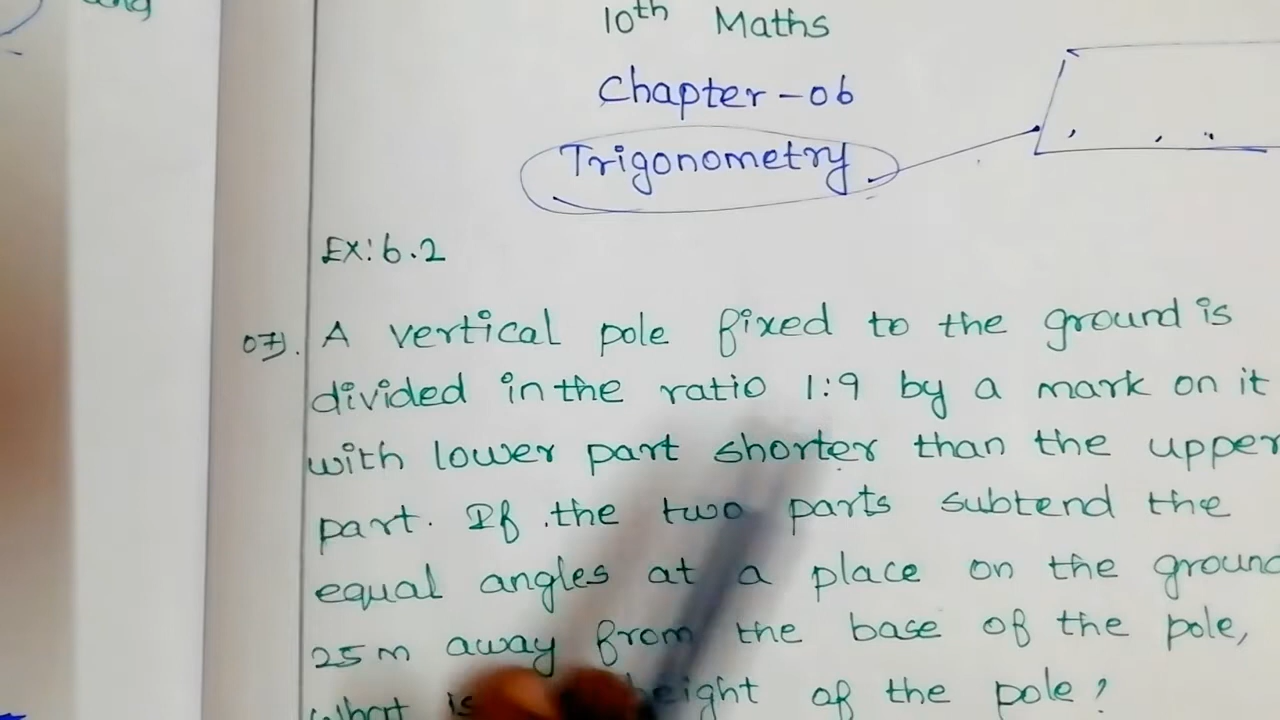 10th Maths
Chapter-06
Trigonometry
Ex: 6.2
07). A vertical pole fixed to the ground is
divided in the ratio 1:9 by a mark on it
with lower part shorter than the upper
part. If the two parts subtend the
equal angles at a place on the ground
25m away from the base of the pole,
What is height of the pole?